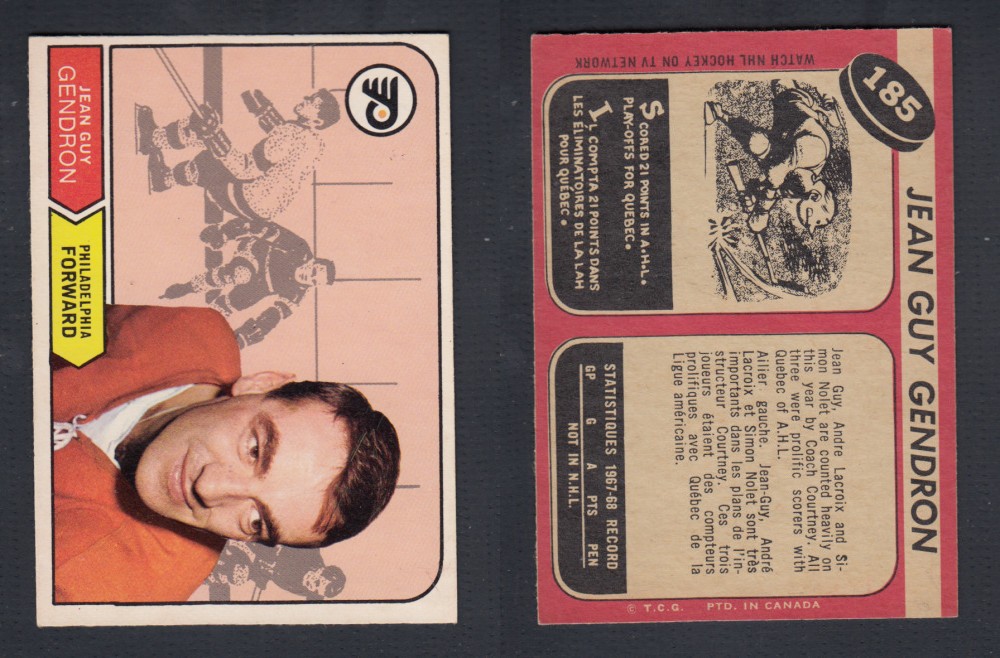 JEAN GUY
GENDRON
PHILADELPHIA
FORWARD
WATCH NHL HOCKEY ON TV NETWORK
185
JEAN GUY GENDRON
SCORED 21 POINTS IN A.H.L.
PLAY-OFFS FOR QUEBEC.
IL COMPTA 21 POINTS DANS
LES ÉLIMINATOIRES DE LA LAH
POUR QUÉBEC.
Jean Guy, Andre Lacroix and Si-
mon Nolet are counted heavily on
this year by Coach Courtney. All
three were prolific scorers with
Quebec of A.H.L.
Ailier gauche. Jean-Guy, André
Lacroix et Simon Nolet sont très
importants dans les plans de l'in-
structeur Courtney. Ces trois
joueurs étaient des compteurs
prolifiques avec Québec de la
Ligue américaine.
STATISTIQUES 1967-68 RECORD
GP G A PTS PEN
NOT IN N.H.L.
© T.C.G. PTD. IN CANADA